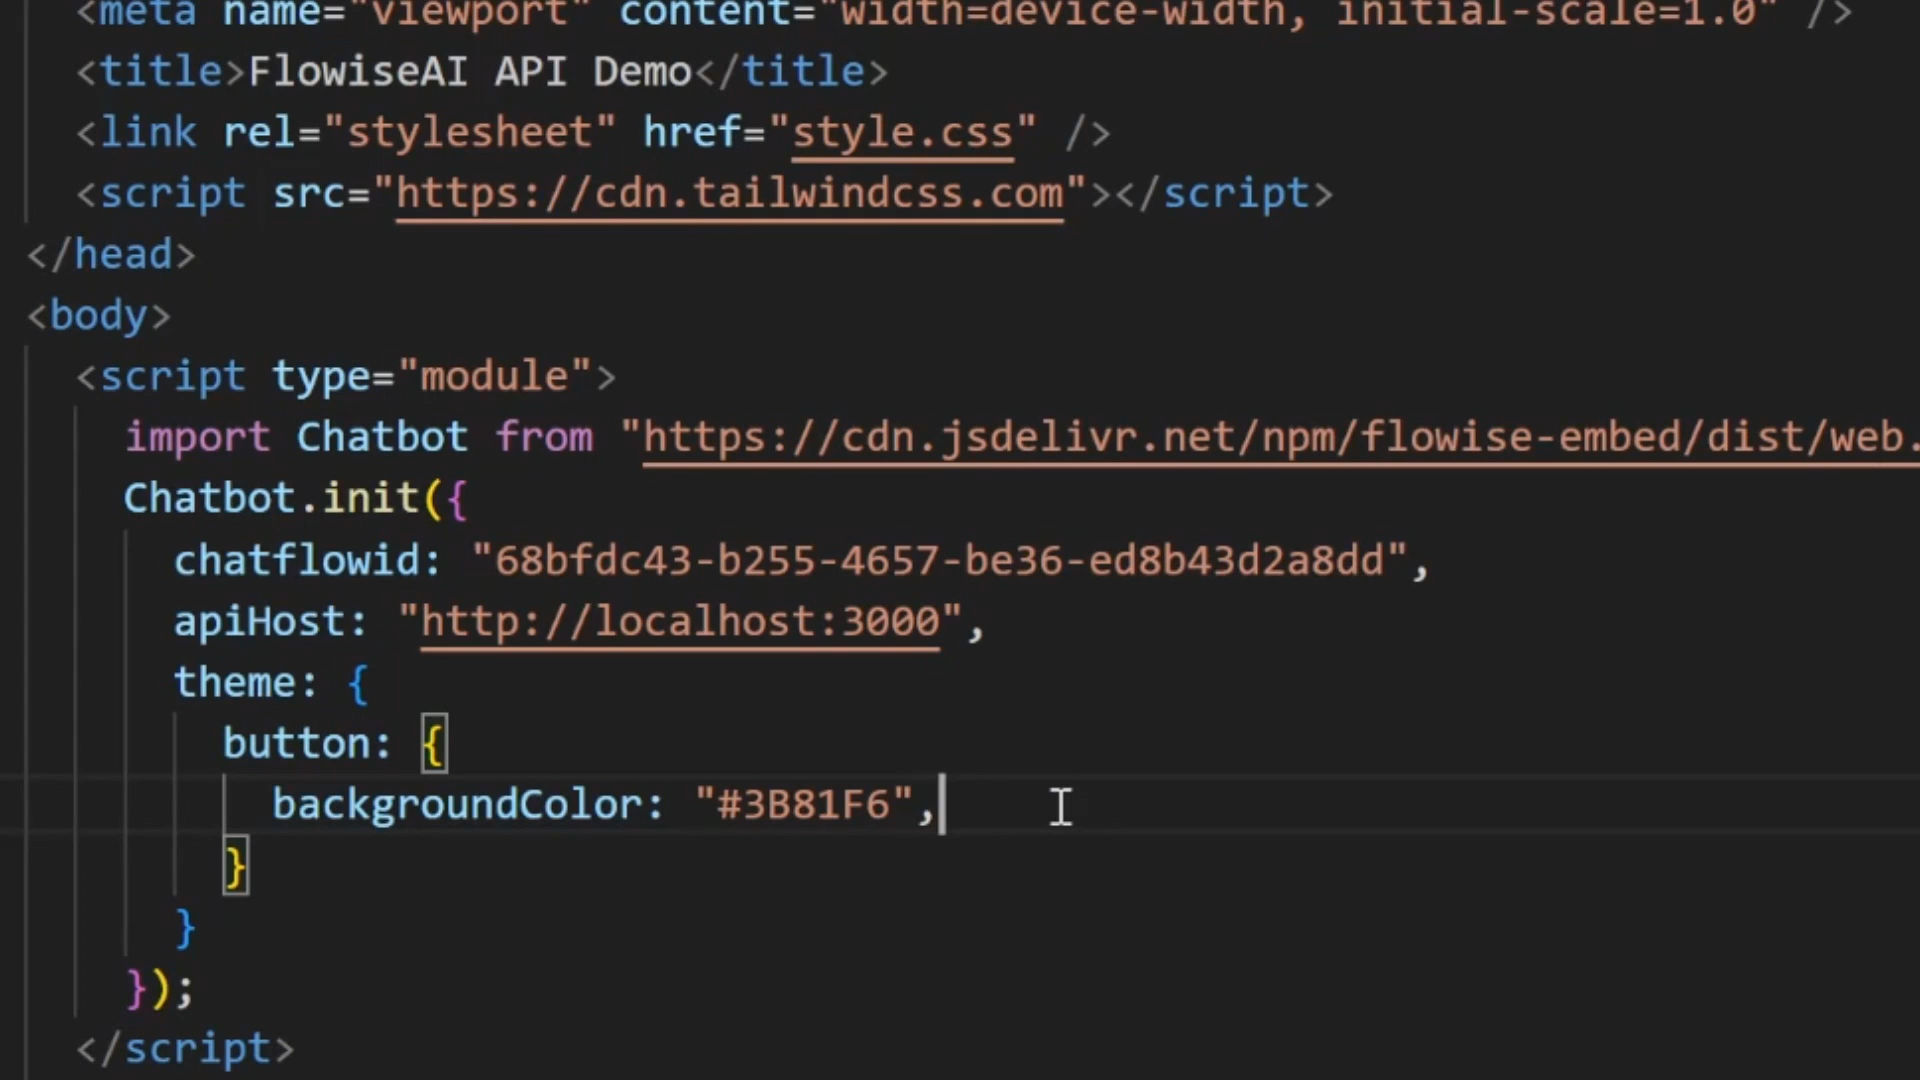 <meta name="viewport" content="width=device-width, initial-scale=1.0" />
<title>FlowiseAI API Demo</title>
<link rel="stylesheet" href="style.css" />
<script src="https://cdn.tailwindcss.com"></script>
</head>
<body>
<script type="module">
import Chatbot from "https://cdn.jsdelivr.net/npm/flowise-embed/dist/web.
Chatbot.init({
chatflowid: "68bfdc43-b255-4657-be36-ed8b43d2a8dd",
apiHost: "http://localhost:3000",
theme: {
button: {
backgroundColor: "#3B81F6",
}
}
});
</script>